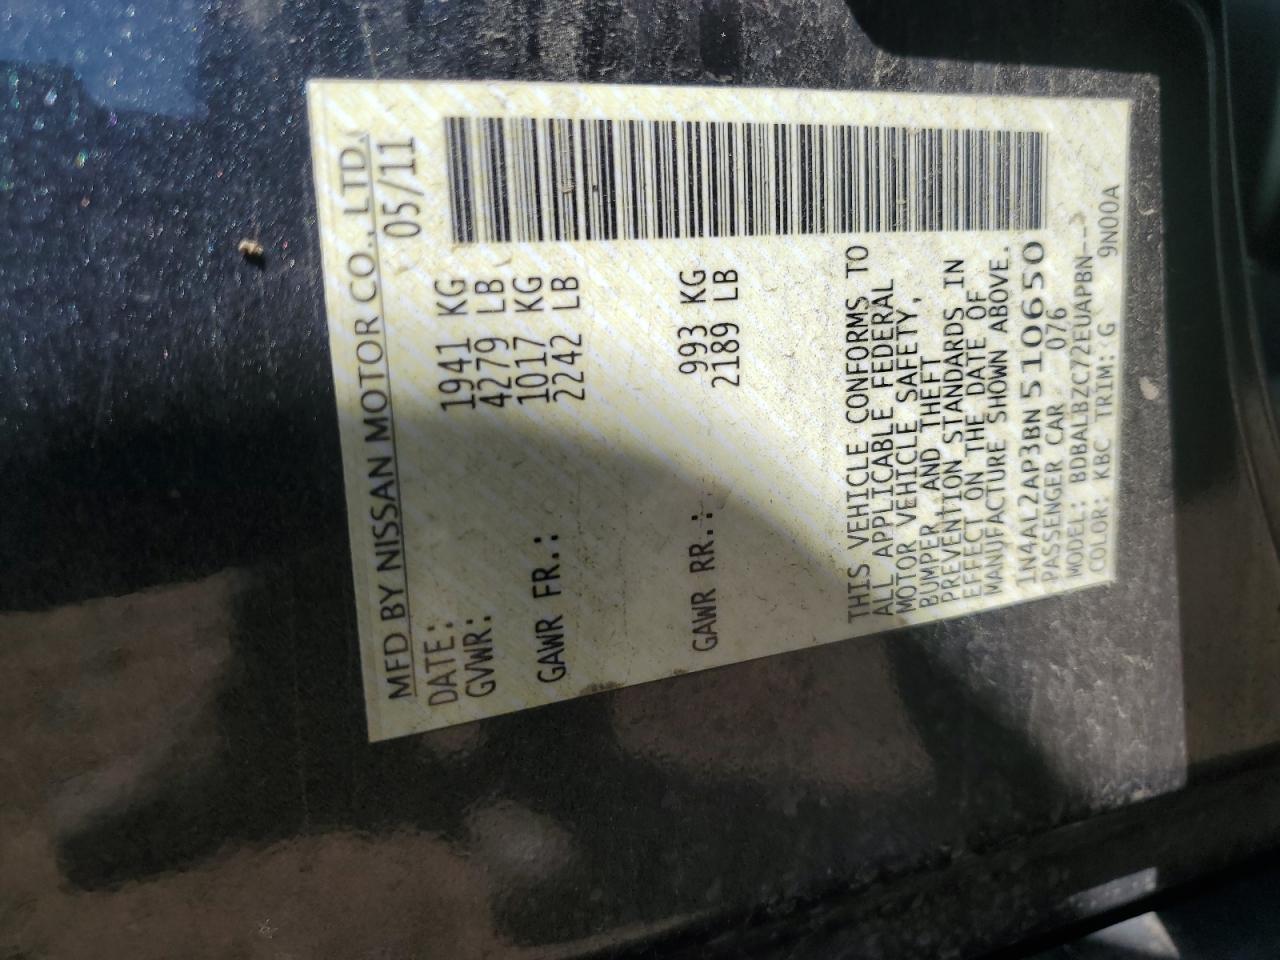 MFD BY NISSAN MOTOR CO., LTD.
DATE: 05/11
GVWR: 1941 KG
4279 LB
GAWR FR.: 1017 KG
2242 LB
GAWR RR.: 993 KG
2189 LB
THIS VEHICLE CONFORMS TO
ALL APPLICABLE FEDERAL
MOTOR VEHICLE SAFETY,
BUMPER AND THEFT
PREVENTION STANDARDS IN
EFFECT ON THE DATE OF
MANUFACTURE SHOWN ABOVE.
1N4AL2AP3BN510650
PASSENGER CAR 076
MODEL: BDBALBZC72EUAPBN--
COLOR: KBC TRIM: G 9N00A